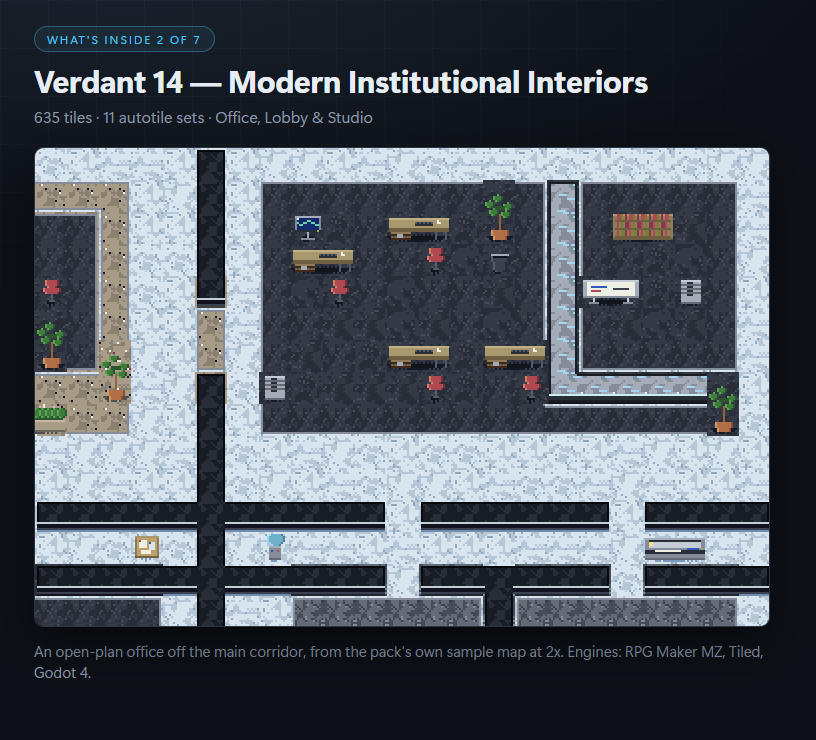 WHAT'S INSIDE 2 OF 7
Verdant 14 — Modern Institutional Interiors
635 tiles · 11 autotile sets · Office, Lobby & Studio
An open-plan office off the main corridor, from the pack's own sample map at 2x. Engines: RPG Maker MZ, Tiled,
Godot 4.